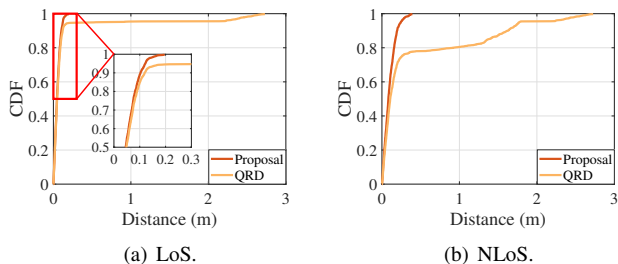 1
0.8
0.6
0.4
0.2
0
CDF
0 1 2 3
Distance (m)
1
0.9
0.8
0.7
0.6
0.5
0 0.1 0.2 0.3
Proposal
QRD
(a) LoS.
1
0.8
0.6
0.4
0.2
0
CDF
0 1 2 3
Distance (m)
Proposal
QRD
(b) NLoS.